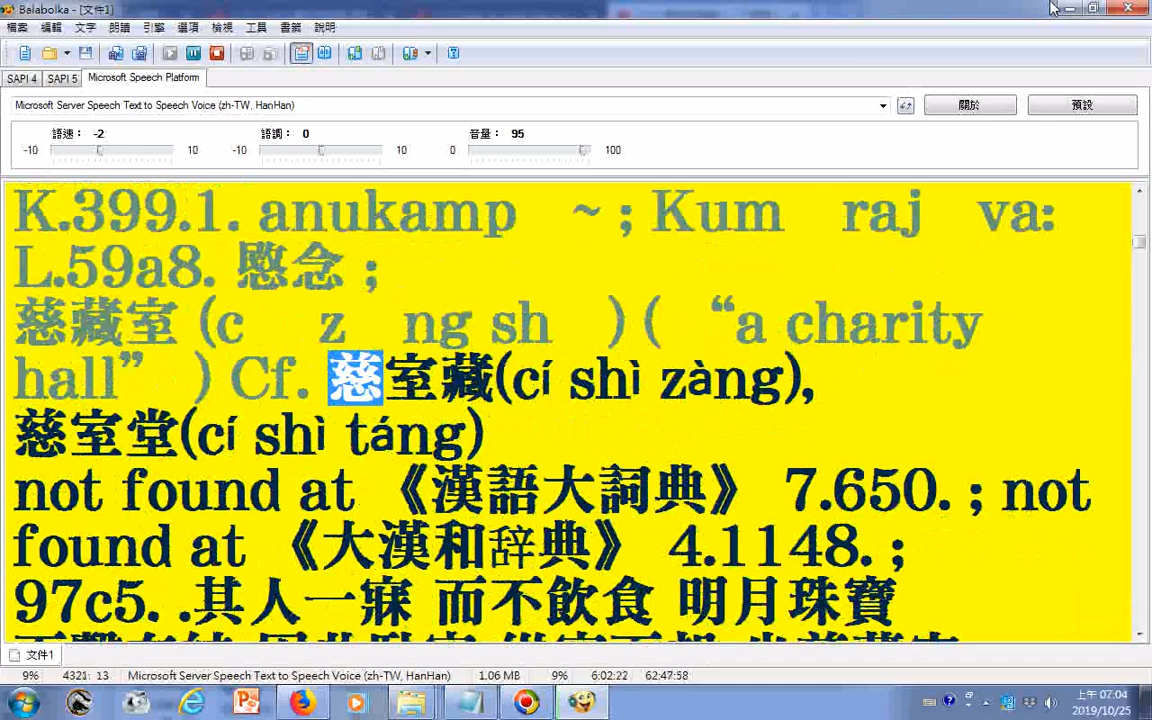 Balabolka - [文件1]
檔案 編輯 文字 朗讀 引擎 選項 檢視 工具 書籤 說明
SAPI 4 SAPI 5 Microsoft Speech Platform
Microsoft Server Speech Text to Speech Voice (zh-TW, HanHan) 關於 預設
語速： -2 語調： 0 音量： 95
-10 10 -10 10 0 100
K.399.1. anukamp ~ ; Kum raj va:
L.59a8. 愍念 ;
慈藏室 (c z ng sh ) ( “a charity
hall” ) Cf. 慈室藏(cí shì zàng),
慈室堂(cí shì táng)
not found at 《漢語大詞典》 7.650. ; not
found at 《大漢和辞典》 4.1148. ;
97c5. .其人一寐 而不飲食 明月珠寶
文件1
9% 4321: 13 Microsoft Server Speech Text to Speech Voice (zh-TW, HanHan) 1.06 MB 9% 6:02:22 62:47:58
上午 07:04
2019/10/25